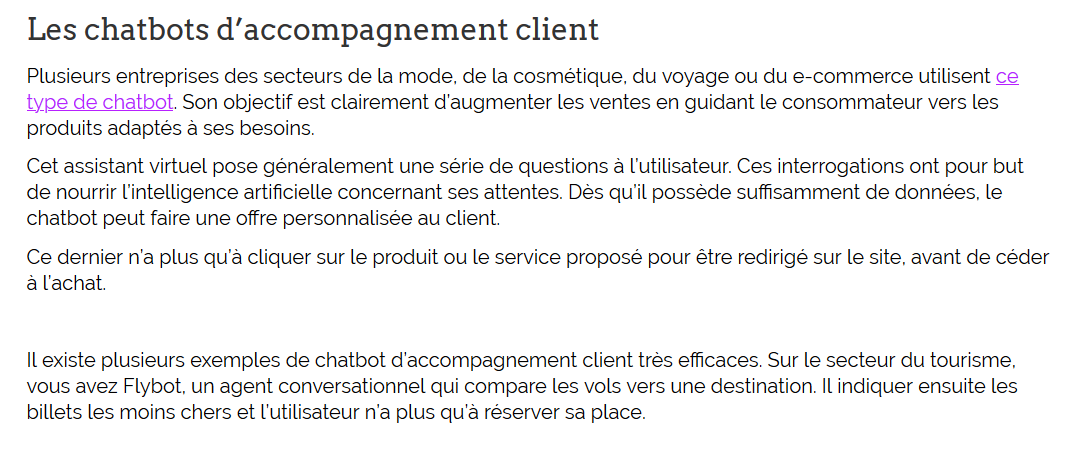 Les chatbots d’accompagnement client
Plusieurs entreprises des secteurs de la mode, de la cosmétique, du voyage ou du e-commerce utilisent ce
type de chatbot. Son objectif est clairement d’augmenter les ventes en guidant le consommateur vers les
produits adaptés à ses besoins.
Cet assistant virtuel pose généralement une série de questions à l’utilisateur. Ces interrogations ont pour but
de nourrir l’intelligence artificielle concernant ses attentes. Dès qu’il possède suffisamment de données, le
chatbot peut faire une offre personnalisée au client.
Ce dernier n’a plus qu’à cliquer sur le produit ou le service proposé pour être redirigé sur le site, avant de céder
à l’achat.
Il existe plusieurs exemples de chatbot d’accompagnement client très efficaces. Sur le secteur du tourisme,
vous avez Flybot, un agent conversationnel qui compare les vols vers une destination. Il indiquer ensuite les
billets les moins chers et l’utilisateur n’a plus qu’à réserver sa place.